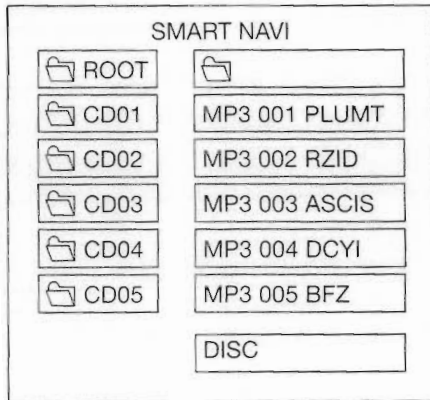 SMART NAVI
ROOT
CD01 MP3 001 PLUMT
CD02 MP3 002 RZID
CD03 MP3 003 ASCIS
CD04 MP3 004 DCYI
CD05 MP3 005 BFZ
DISC